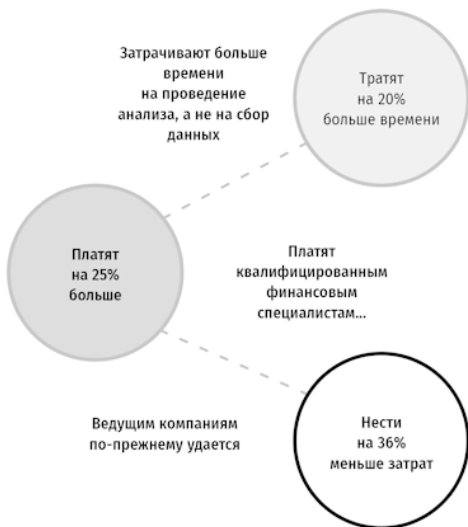 Затрачивают больше
времени
на проведение
анализа, а не на сбор
данных
Тратят
на 20%
больше времени
Платят
на 25%
больше
Платят
квалифицированным
финансовым
специалистам...
Ведущим компаниям
по-прежнему удается
Нести
на 36%
меньше затрат